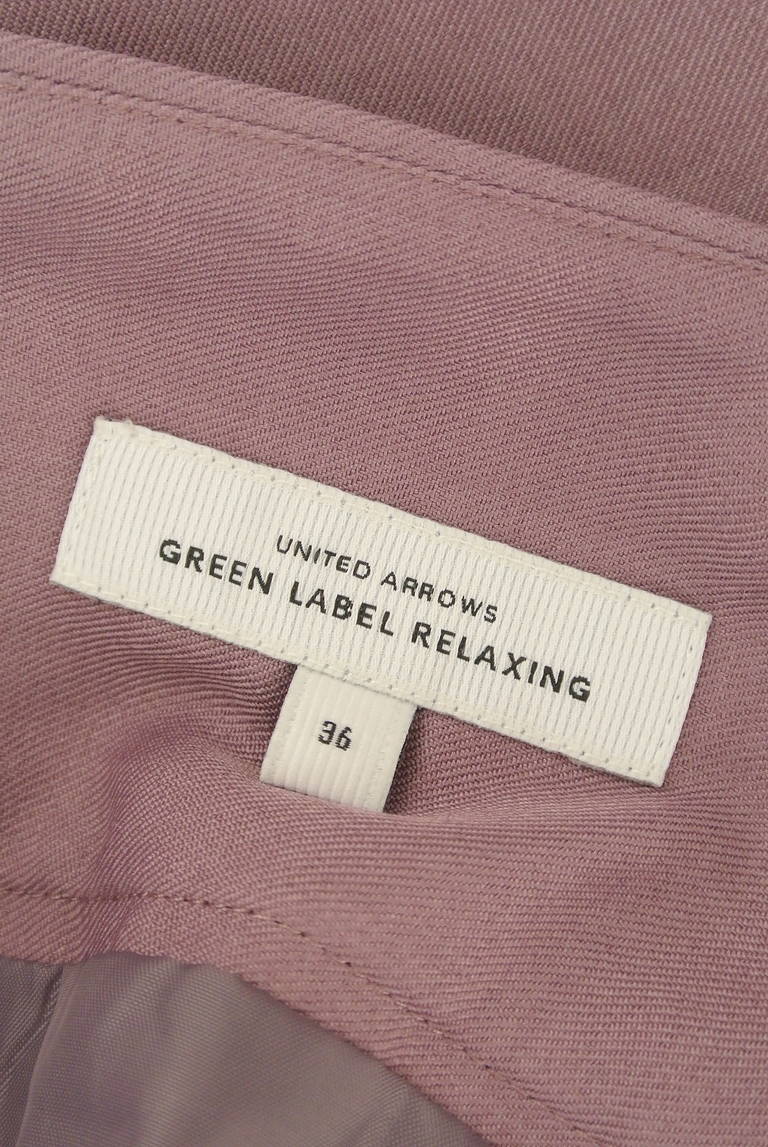 UNITED ARROWS
GREEN LABEL RELAXING
36